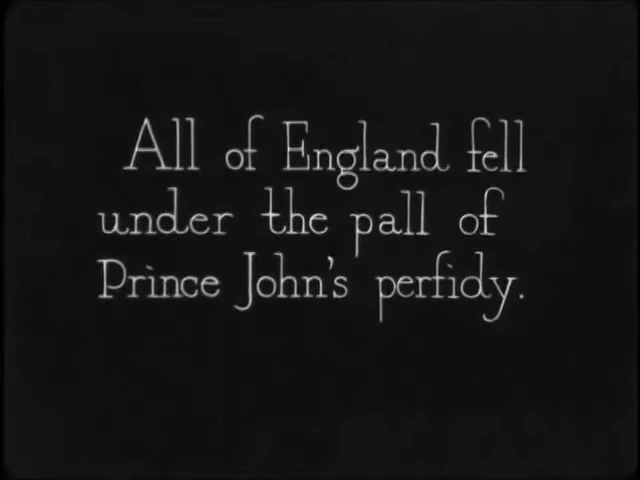 All of England fell
under the pall of
Prince John's perfidy.